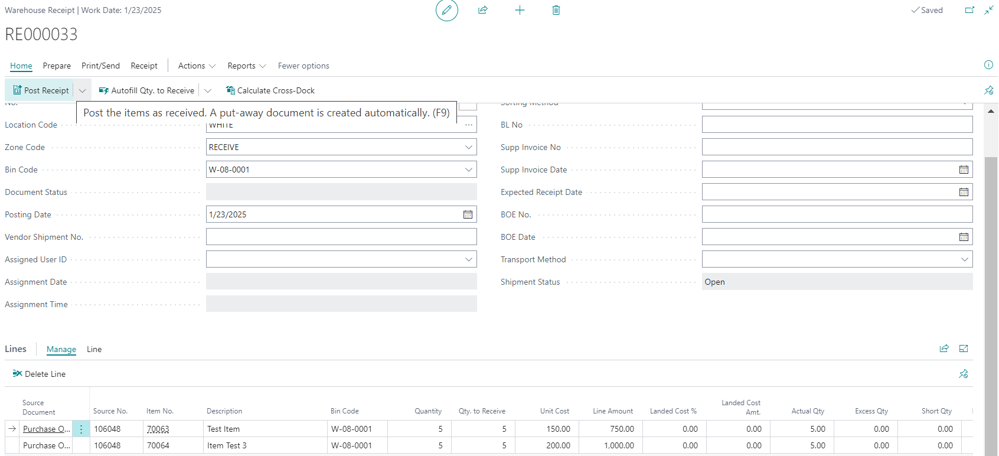 Warehouse Receipt | Work Date: 1/23/2025
Saved
RE000033
Home Prepare Print/Send Receipt Actions Reports Fewer options
Post Receipt Autofill Qty. to Receive Calculate Cross-Dock
Post the items as received. A put-away document is created automatically. (F9)
No.
Sorting Method
Location Code WHITE ...
BL No
Zone Code RECEIVE
Supp Invoice No
Bin Code W-08-0001
Supp Invoice Date
Document Status
Expected Receipt Date
Posting Date 1/23/2025
BOE No.
Vendor Shipment No.
BOE Date
Assigned User ID
Transport Method
Assignment Date
Shipment Status Open
Assignment Time
Lines Manage Line
Delete Line
Source Document Source No. Item No. Description Bin Code Quantity Qty. to Receive Unit Cost Line Amount Landed Cost % Landed Cost Amt. Actual Qty Excess Qty Short Qty
Purchase O... 106048 70063 Test Item W-08-0001 5 5 150.00 750.00 0.00 0.00 5.00 0.00 0.00
Purchase O... 106048 70064 Item Test 3 W-08-0001 5 5 200.00 1,000.00 0.00 0.00 5.00 0.00 0.00